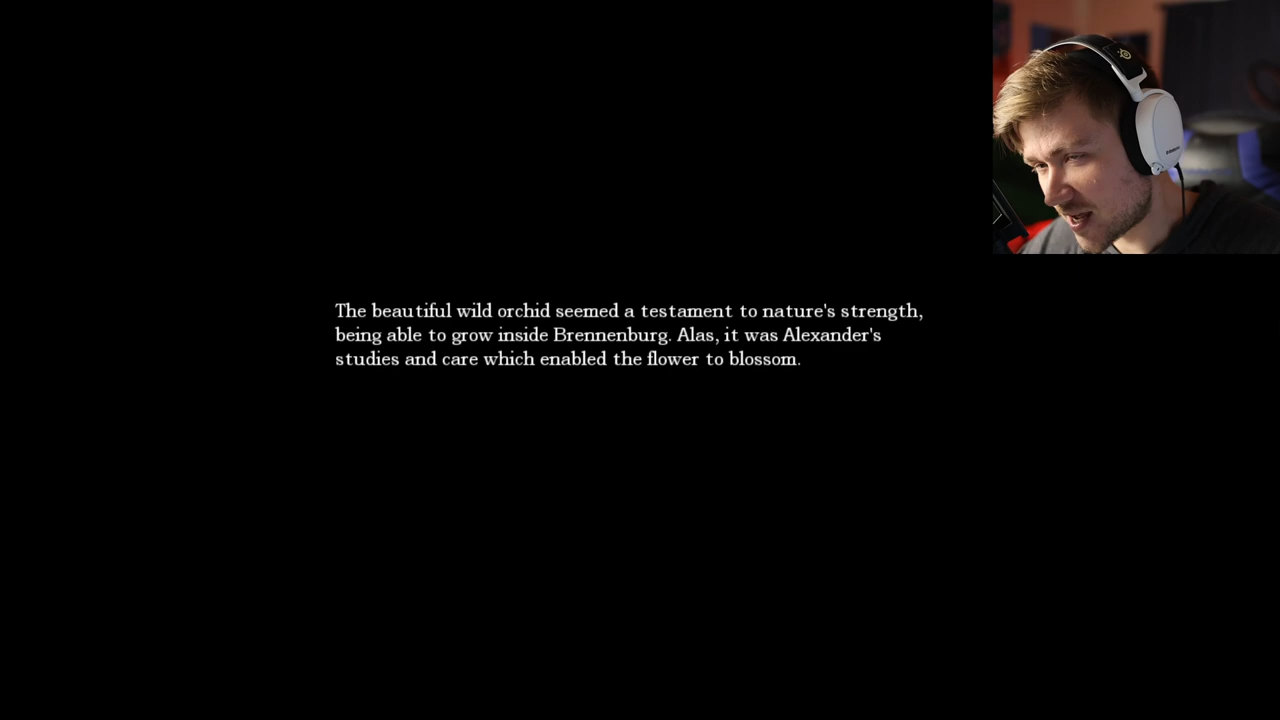 The beautiful wild orchid seemed a testament to nature's strength,
being able to grow inside Brennenburg. Alas, it was Alexander's
studies and care which enabled the flower to blossom.